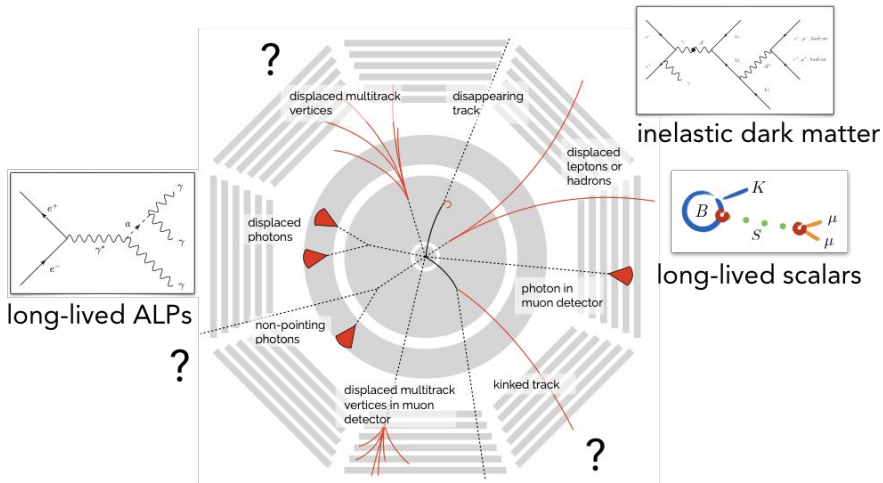 ?
displaced multitrack
vertices
disappearing
track
displaced
leptons or
hadrons
inelastic dark matter
e⁺
e⁻
γ*
a
γ
γ
γ
long-lived ALPs
displaced
photons
B
K
S
μ
μ
long-lived scalars
photon in
muon detector
non-pointing
photons
?
displaced multitrack
vertices in muon
detector
kinked track
?